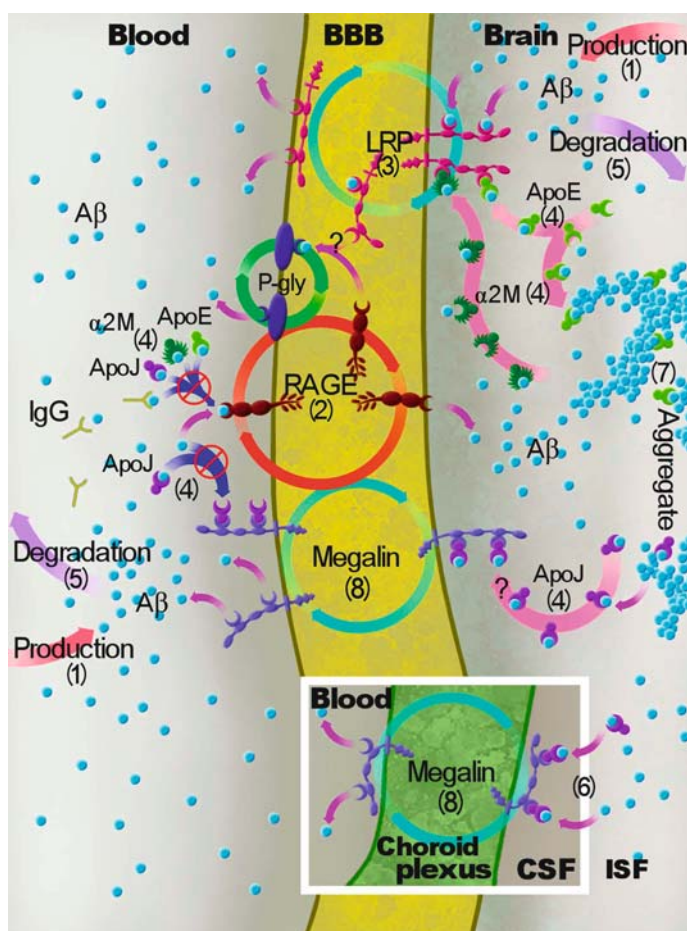 Blood
BBB
Brain
Production
(1)
Aβ
LRP
(3)
Degradation
(5)
ApoE
(4)
Aβ
?
P-gly
α2M (4)
α2M
(4)
ApoE
ApoJ
RAGE
(2)
(7)
IgG
Aβ
Aggregate
ApoJ
(4)
Degradation
(5)
Megalin
(8)
ApoJ
(4)
?
Aβ
Production
(1)
Blood
Megalin
(8)
(6)
Choroid
plexus
CSF
ISF